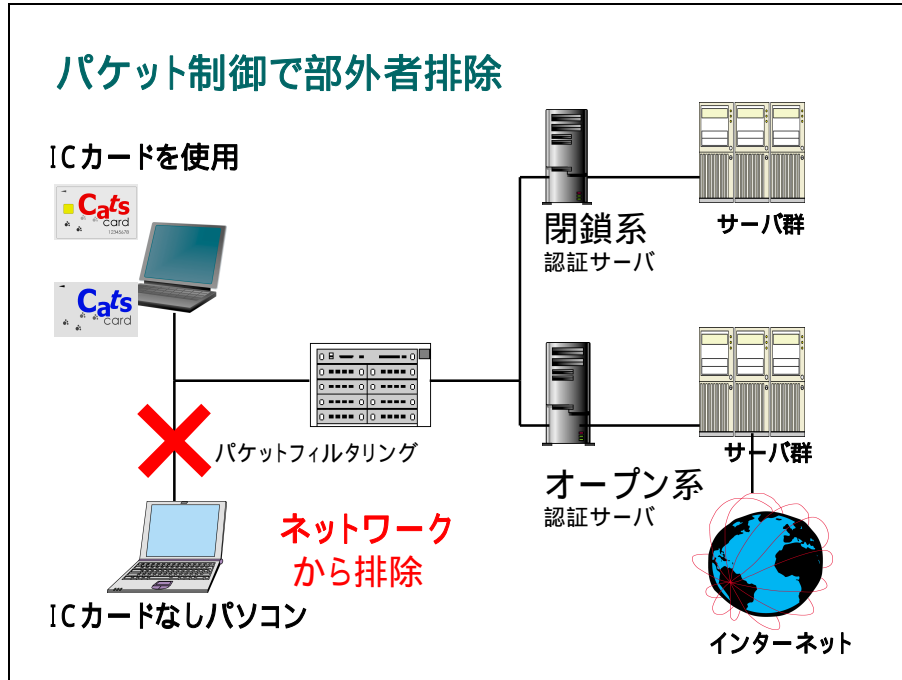 パケット制御で部外者排除
ICカードを使用
Cats
card
12345678
Cats
card
閉鎖系
認証サーバ
サーバ群
パケットフィルタリング
オープン系
認証サーバ
サーバ群
ネットワーク
から排除
ICカードなしパソコン
インターネット